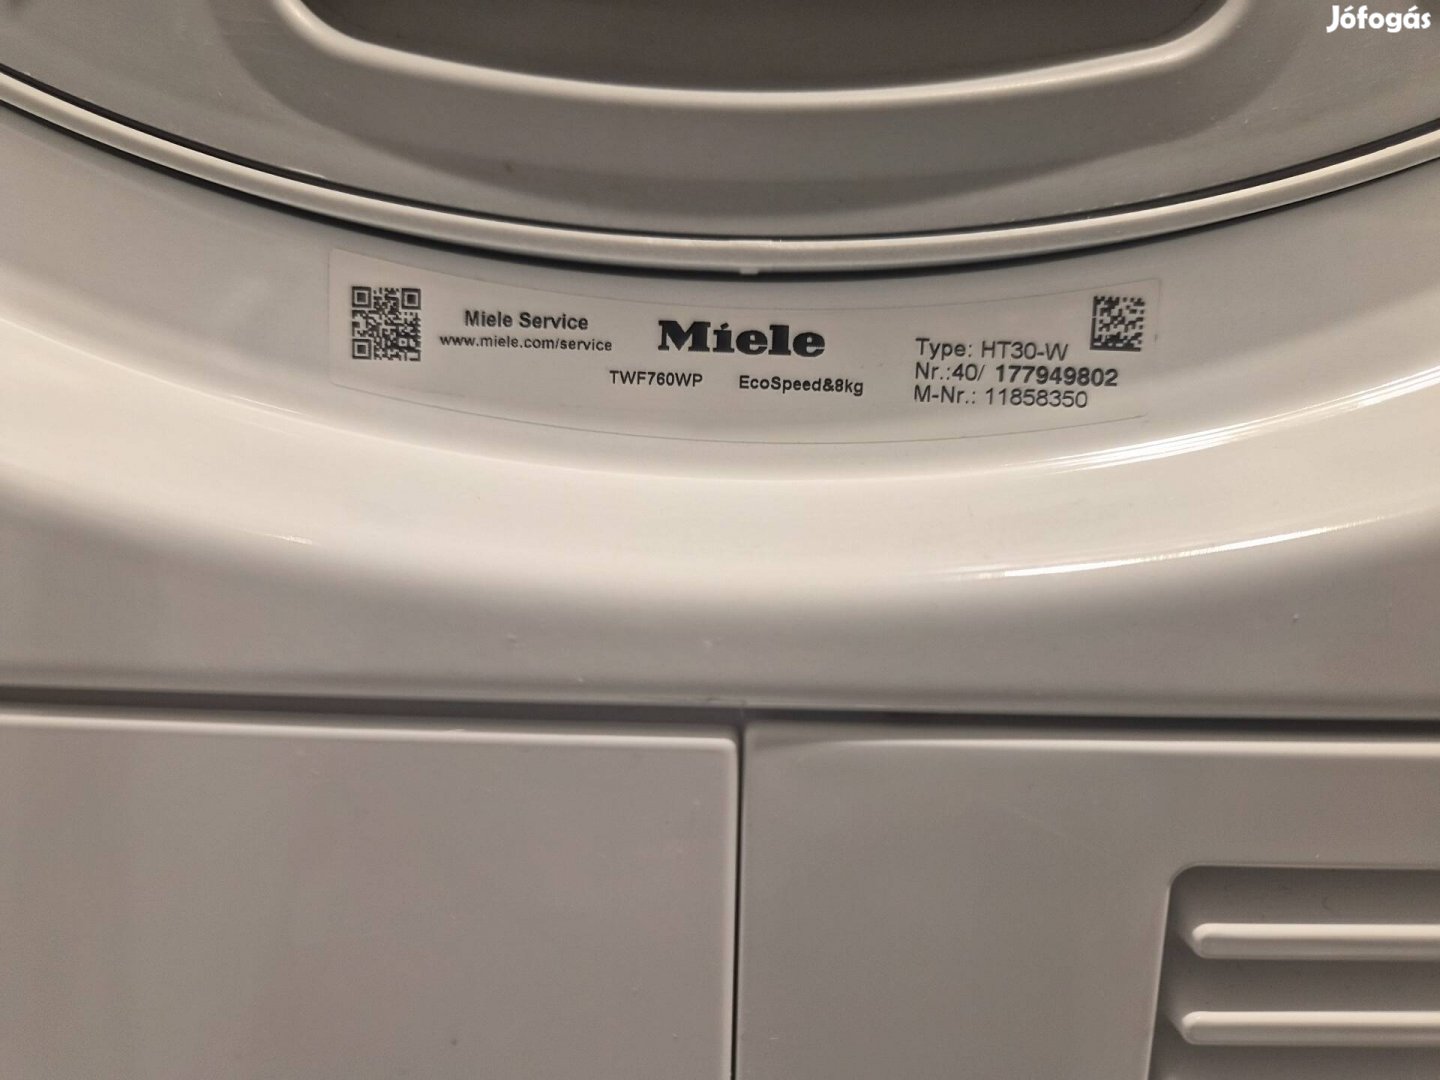 Jófogás
Miele Service
www.miele.com/service
Miele
TWF760WP EcoSpeed&8kg
Type: HT30-W
Nr.:40/ 177949802
M-Nr.: 11858350